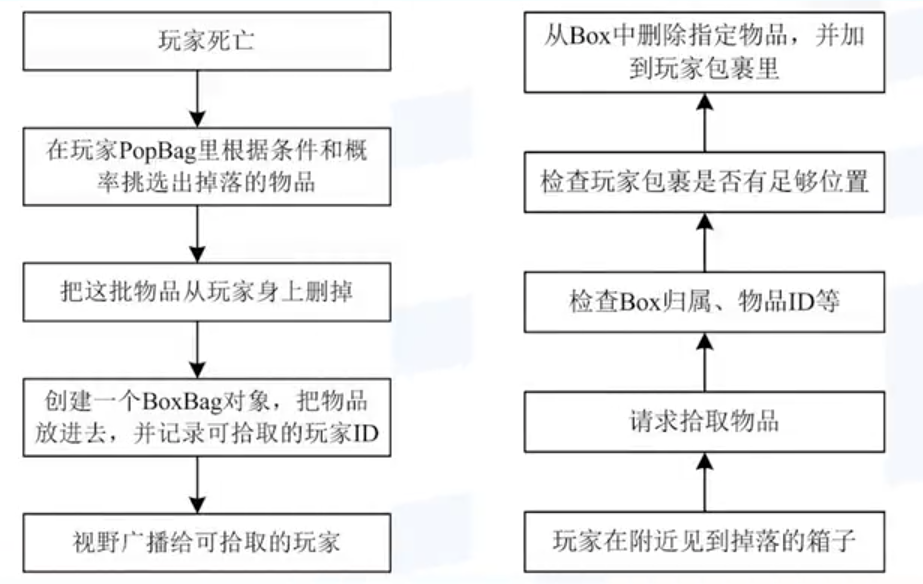 玩家死亡
在玩家PopBag里根据条件和概
率挑选出掉落的物品
把这批物品从玩家身上删掉
创建一个BoxBag对象，把物品
放进去，并记录可拾取的玩家ID
视野广播给可拾取的玩家
从Box中删除指定物品，并加
到玩家包裹里
检查玩家包裹是否有足够位置
检查Box归属、物品ID等
请求拾取物品
玩家在附近见到掉落的箱子